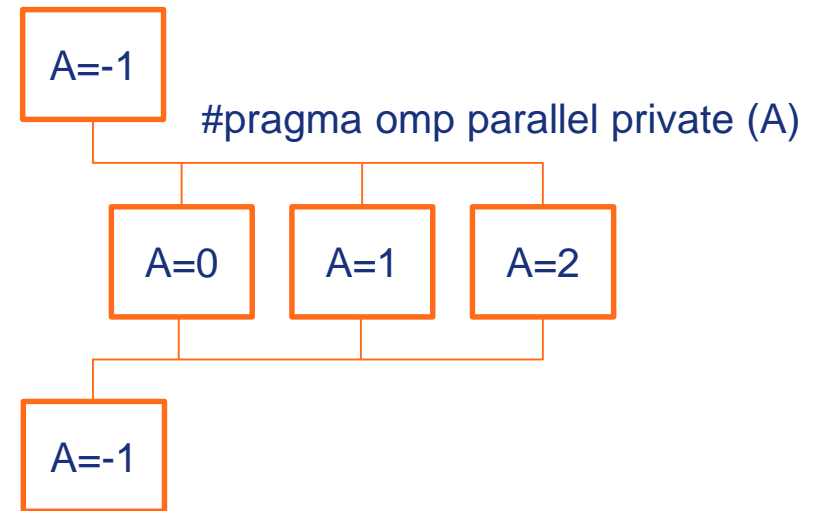 A=-1
#pragma omp parallel private (A)
A=0
A=1
A=2
A=-1